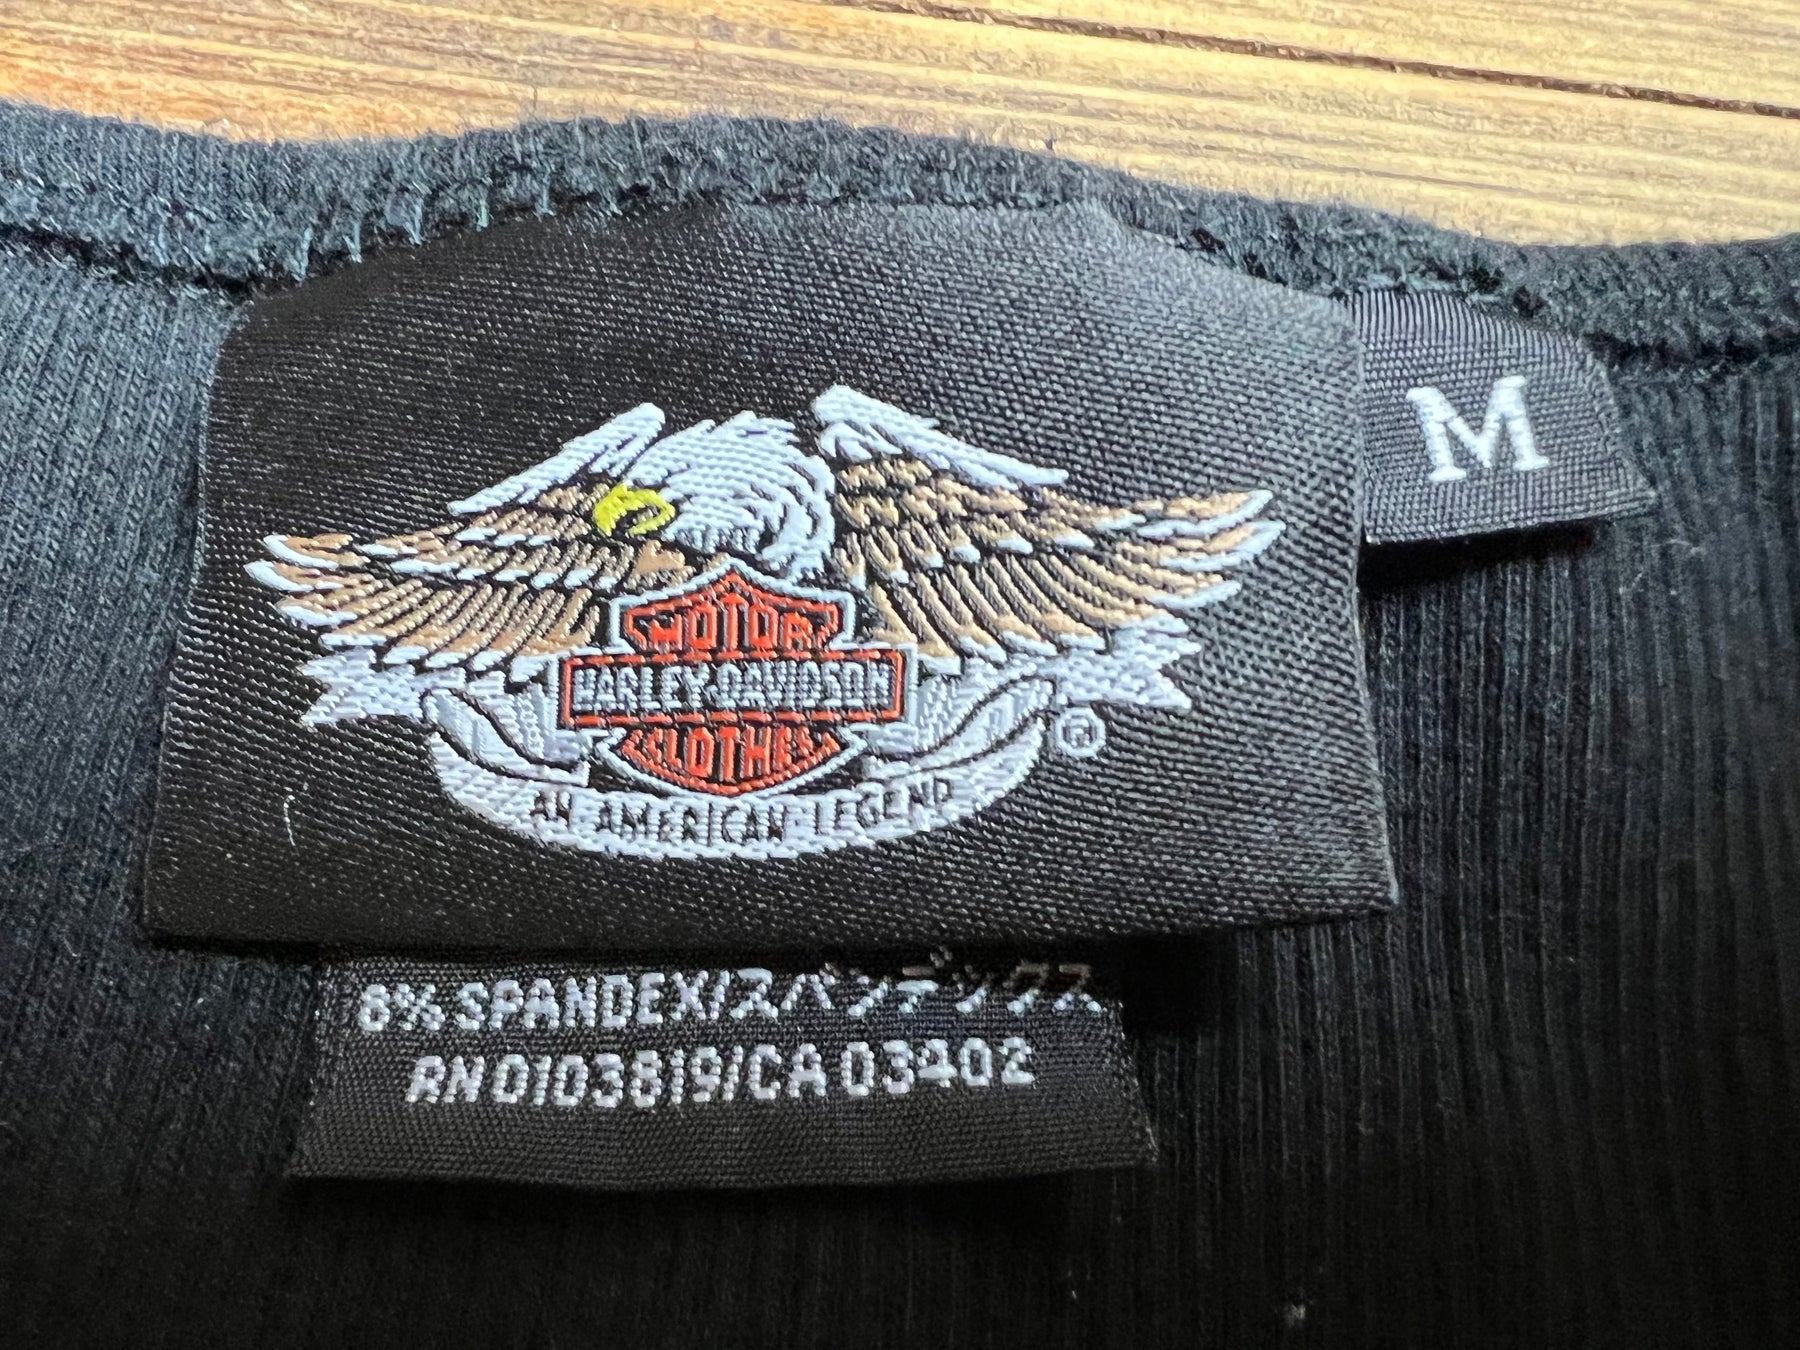 MOTOR
HARLEY-DAVIDSON
CLOTHES
®
AN AMERICAN LEGEND
M
6% SPANDEX/スパンデックス
RN 0103819/CA 03402